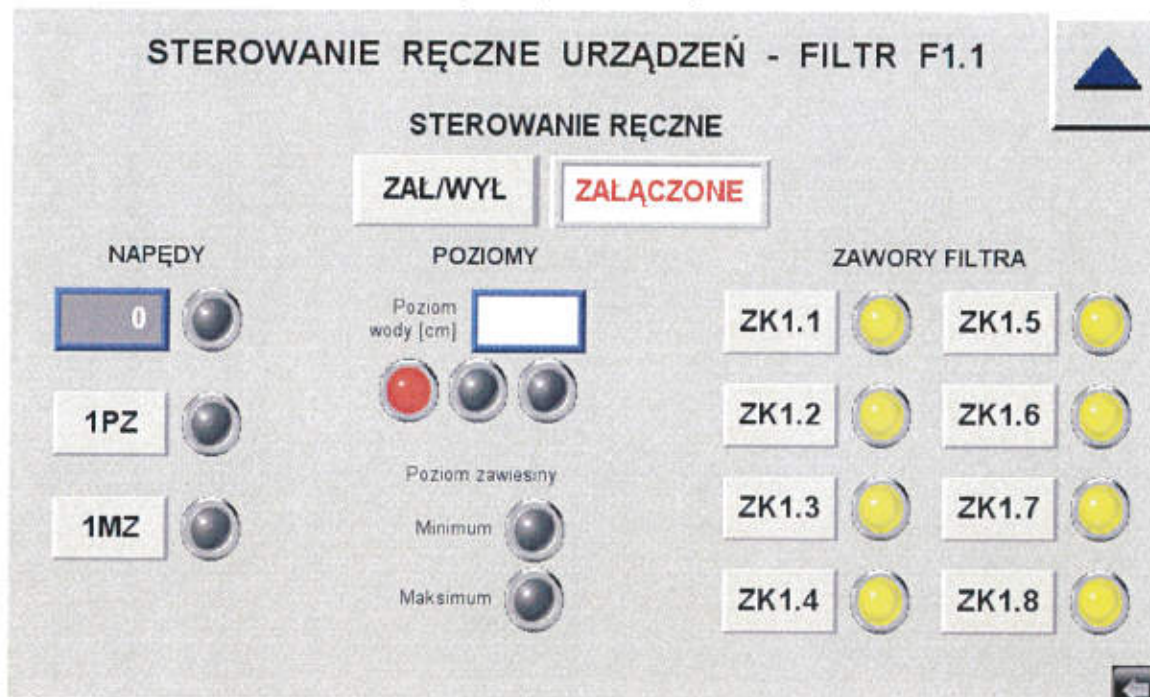 STEROWANIE RĘCZNE URZĄDZEŃ - FILTR F1.1
STEROWANIE RĘCZNE
ZAŁ/WYŁ
ZAŁĄCZONE
NAPĘDY
0
1PZ
1MZ
POZIOMY
Poziom
wody [cm]
Poziom zawiesiny
Minimum
Maksimum
ZAWORY FILTRA
ZK1.1
ZK1.5
ZK1.2
ZK1.6
ZK1.3
ZK1.7
ZK1.4
ZK1.8